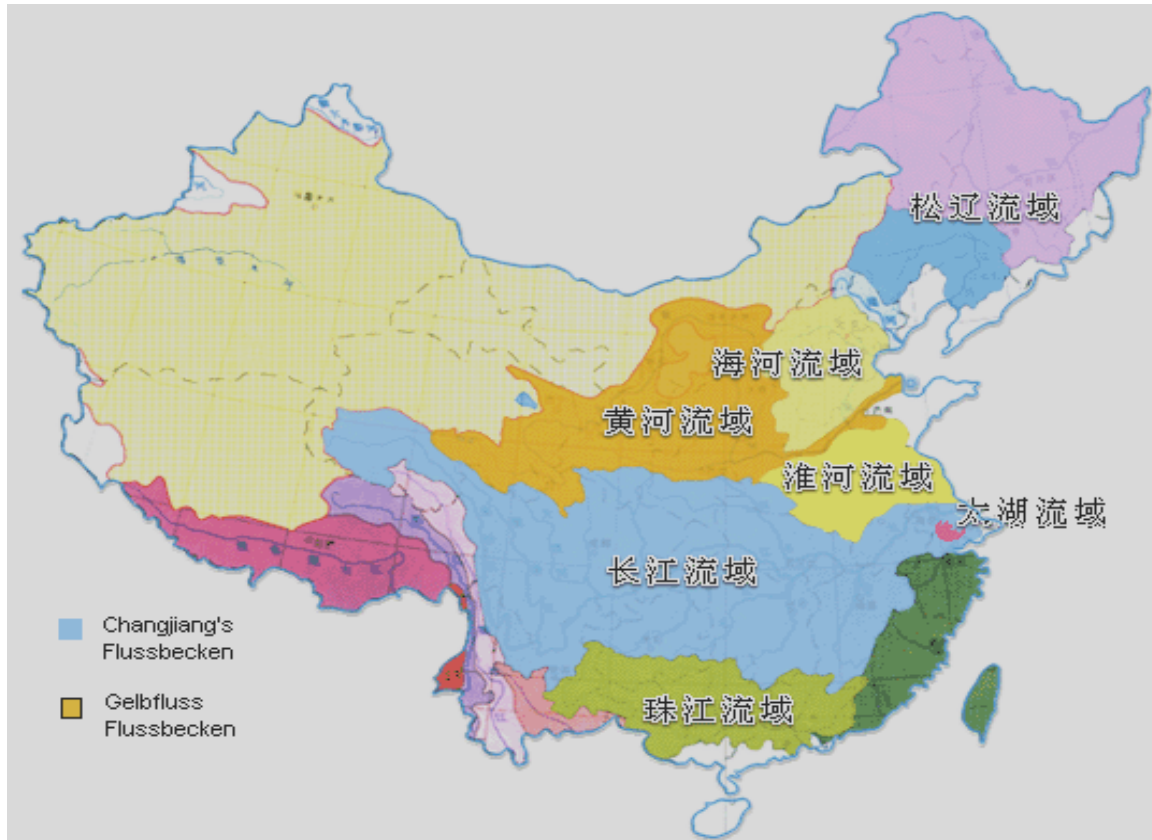 松辽流域
海河流域
黄河流域
淮河流域
太湖流域
长江流域
Changjiang's
Flussbecken
Gelbfluss
Flussbecken
珠江流域